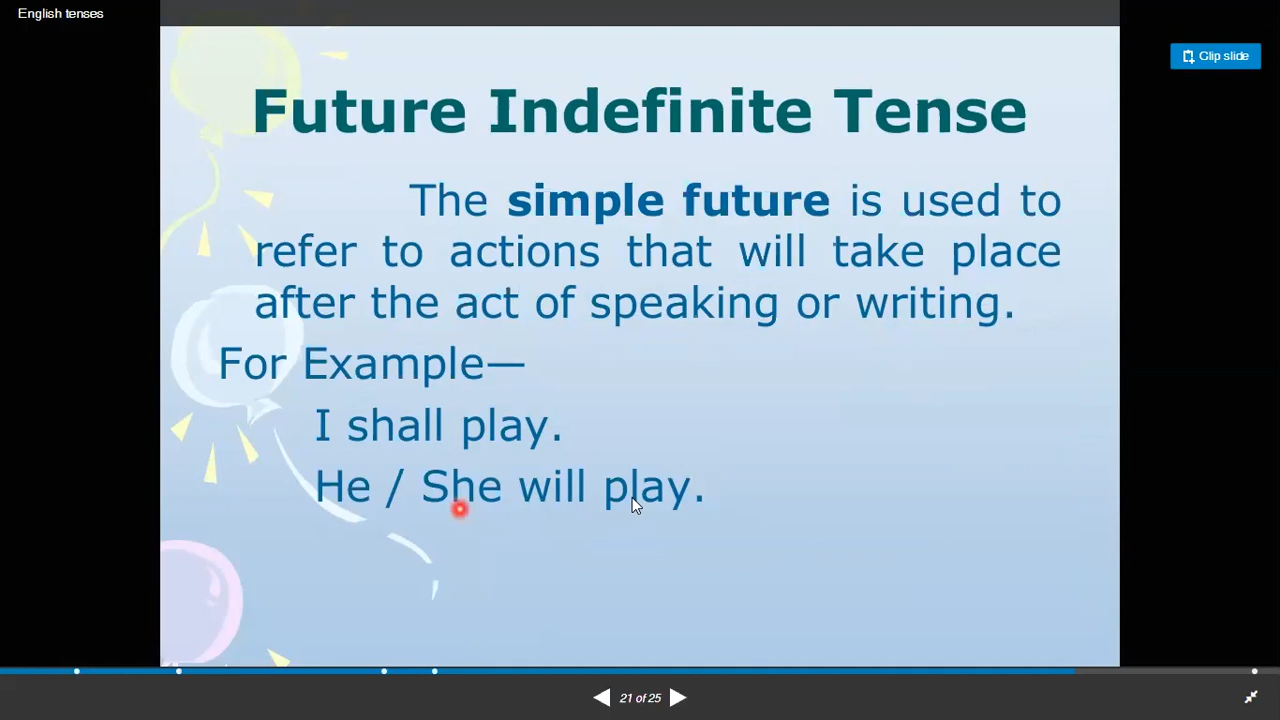 English tenses
Clip slide
Future Indefinite Tense
The simple future is used to
refer to actions that will take place
after the act of speaking or writing.
For Example—
I shall play.
He / She will play.
21 of 25